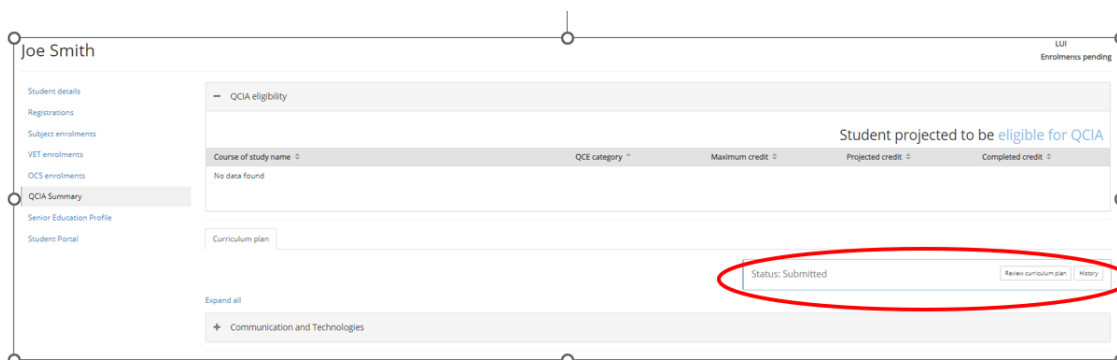 Joe Smith
LUI
Enrolments pending
Student details
Registrations
Subject enrolments
VET enrolments
OCS enrolments
QCIA Summary
Senior Education Profile
Student Portal
QCIA eligibility
Student projected to be eligible for QCIA
Course of study name QCE category Maximum credit Projected credit Completed credit
No data found
Curriculum plan
Status: Submitted Review curriculum plan History
Expand all
Communication and Technologies